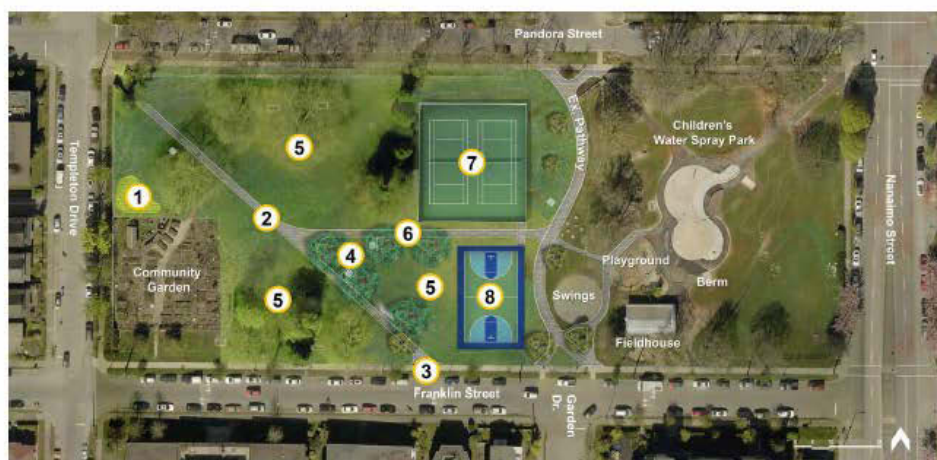 Pandora Street
Templeton Drive
Ex. Pathway
Children's
Water Spray Park
Nanaimo Street
5
7
1
2
6
4
Community
Garden
5
5
8
Swings
Playground
Berm
Fieldhouse
3
Franklin Street
Garden
Dr.